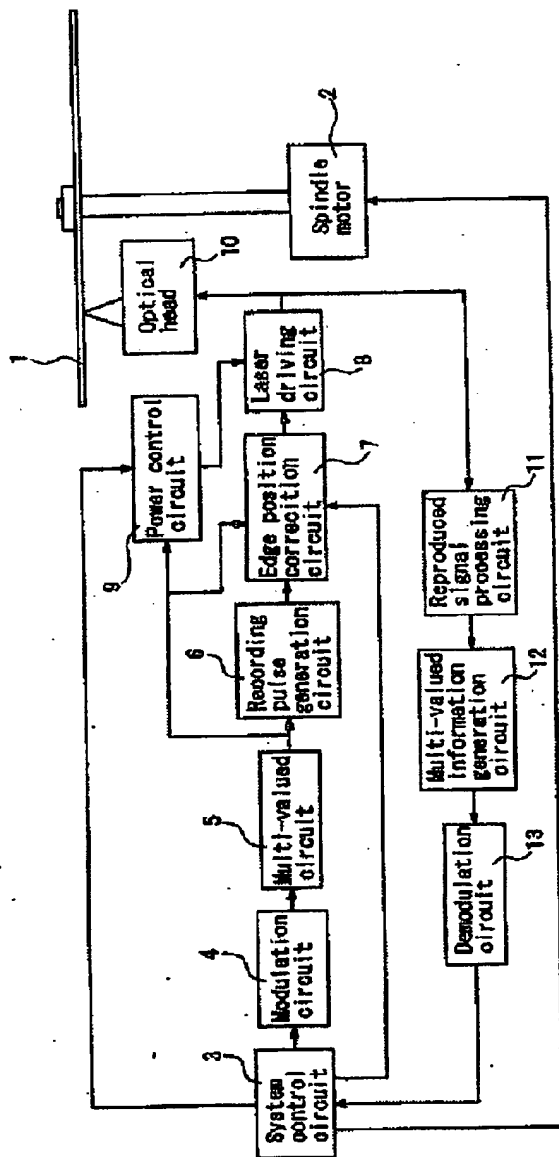 1
9
Power control
circuit
Optical
head
10
3
System
control
circuit
4
Modulation
circuit
5
Multi-valued
circuit
6
Recording
pulse
generation
circuit
Edge position
correcition
circuit
7
Laser
driving
circuit
8
Spindle
motor
2
Demodulation
circuit
13
Multi-valued
information
generation
circuit
12
Reproduced
signal
processing
circuit
11